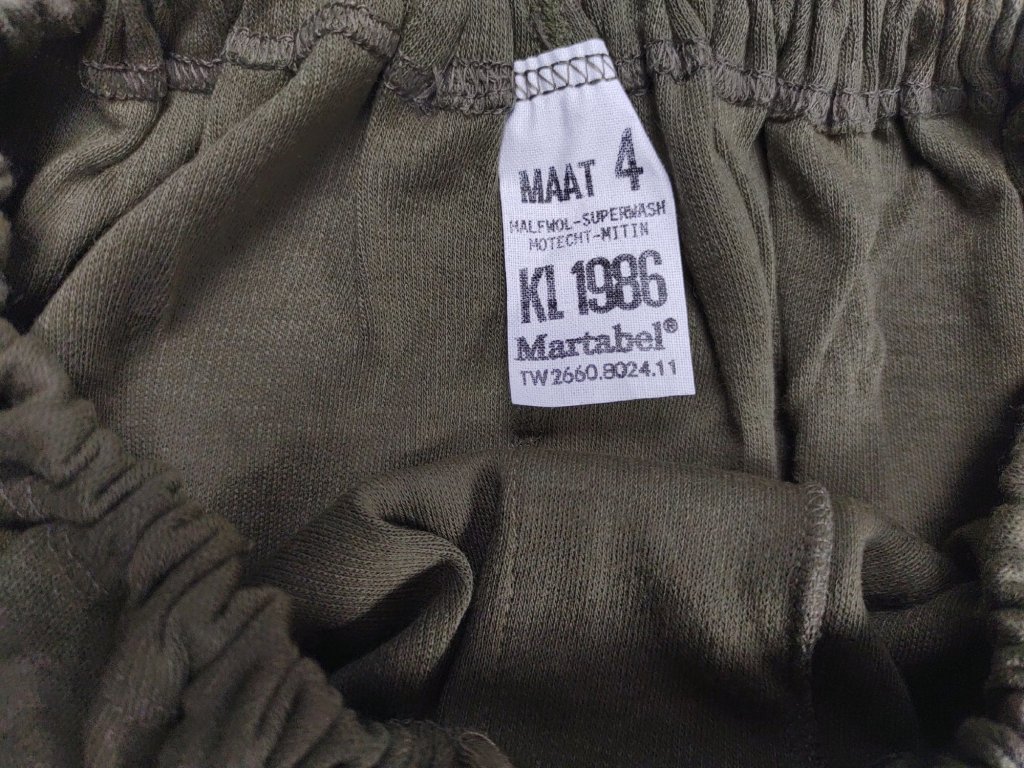 MAAT 4
HALFWOL-SUPERWASH
MOTECHT-MITIN
KL 1986
Martabel®
TW2660.8024.11